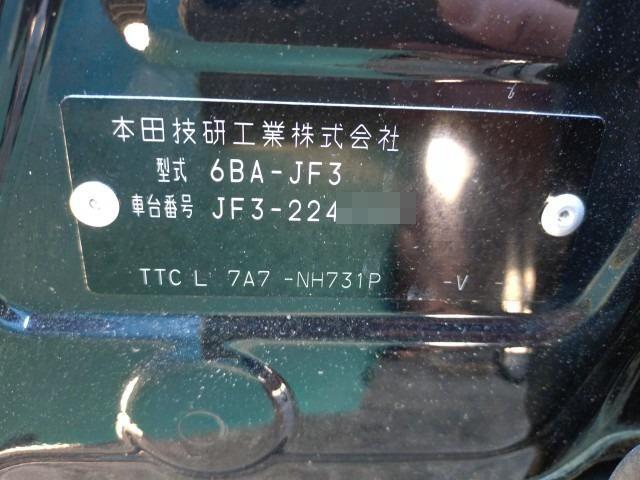 本田技研工業株式会社
型式 6BA-JF3
車台番号 JF3-224
TTC L 7A7 -NH731P -V -